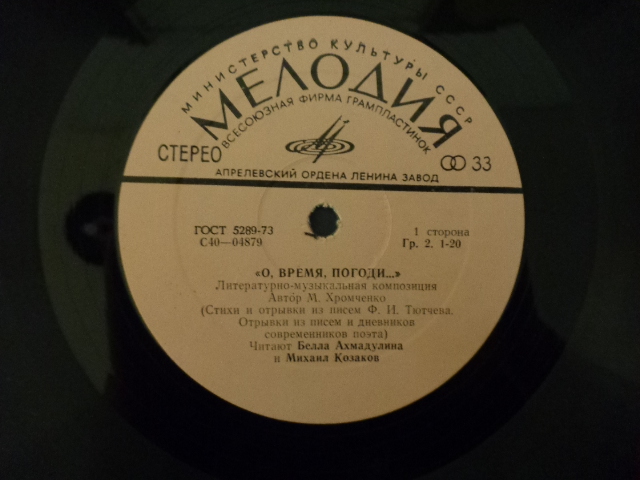 МИНИСТЕРСТВО КУЛЬТУРЫ СССР
МЕЛОДИЯ
ВСЕСОЮЗНАЯ ФИРМА ГРАМПЛАСТИНОК
СТЕРЕО
33
АПРЕЛЕВСКИЙ ОРДЕНА ЛЕНИНА ЗАВОД
ГОСТ 5289-73
С40—04879
1 сторона
Гр. 2. 1-20
«О, ВРЕМЯ, ПОГОДИ...»
Литературно-музыкальная композиция
Автор М. Хромченко
(Стихи и отрывки из писем Ф. И. Тютчева.
Отрывки из писем и дневников
современников поэта)
Читают Белла Ахмадулина
и Михаил Козаков